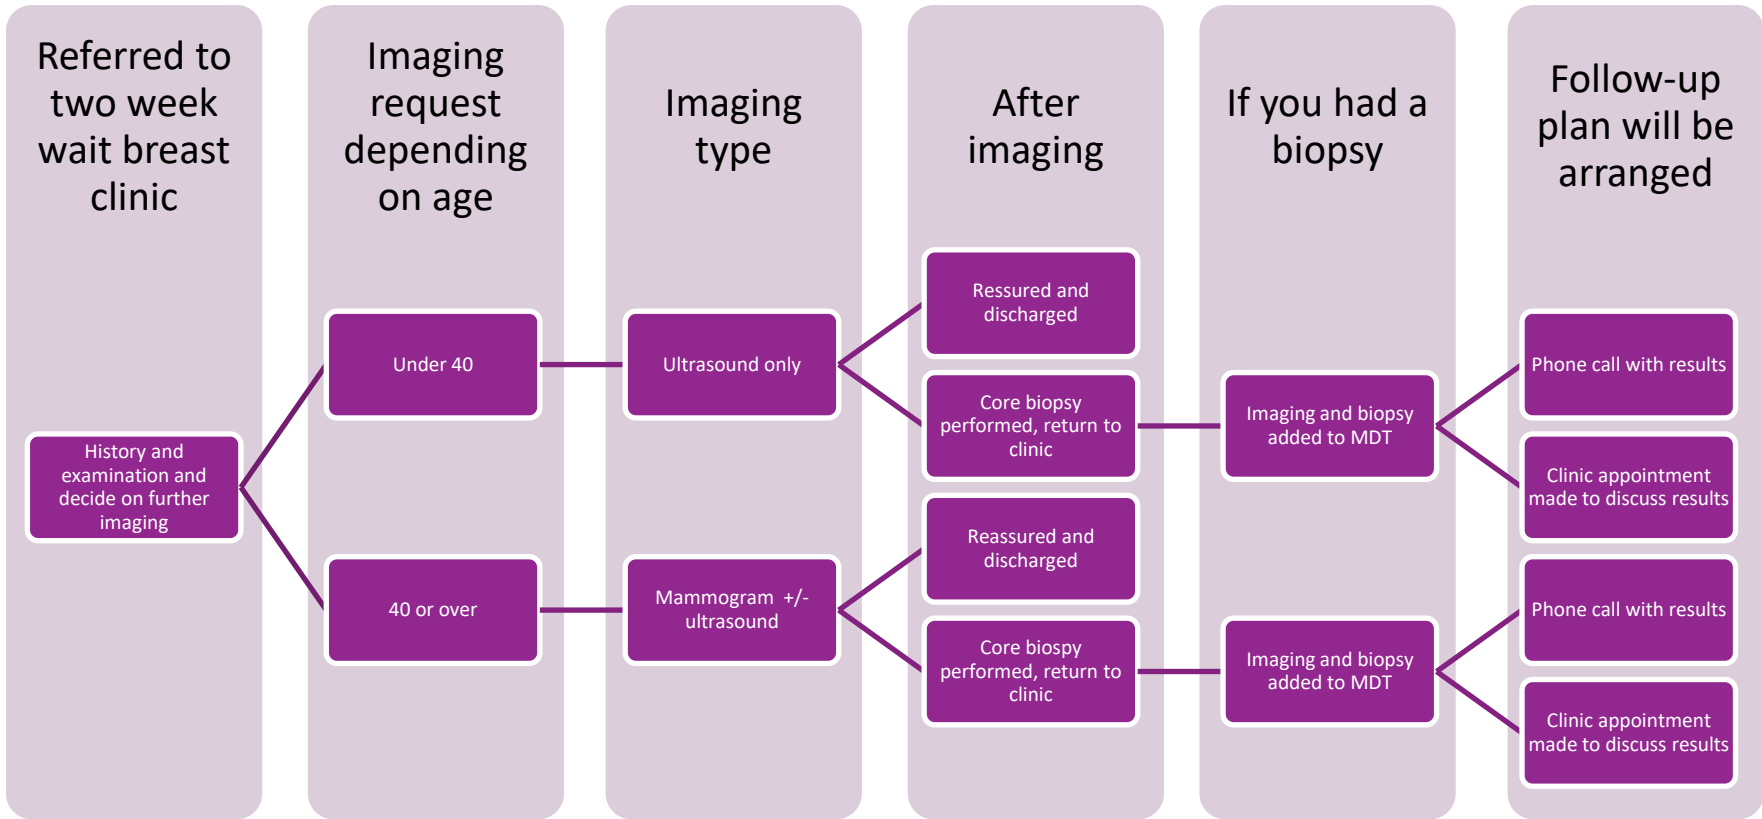 Referred to
two week
wait breast
clinic
Imaging
request
depending
on age
Imaging
type
After
imaging
If you had a
biopsy
Follow-up
plan will be
arranged
History and
examination and
decide on further
imaging
Under 40
Ultrasound only
Ressured and
discharged
Core biopsy
performed, return to
clinic
Imaging and biopsy
added to MDT
Phone call with results
Clinic appointment
made to discuss results
40 or over
Mammogram +/-
ultrasound
Reassured and
discharged
Core biospy
performed, return to
clinic
Imaging and biopsy
added to MDT
Phone call with results
Clinic appointment
made to discuss results